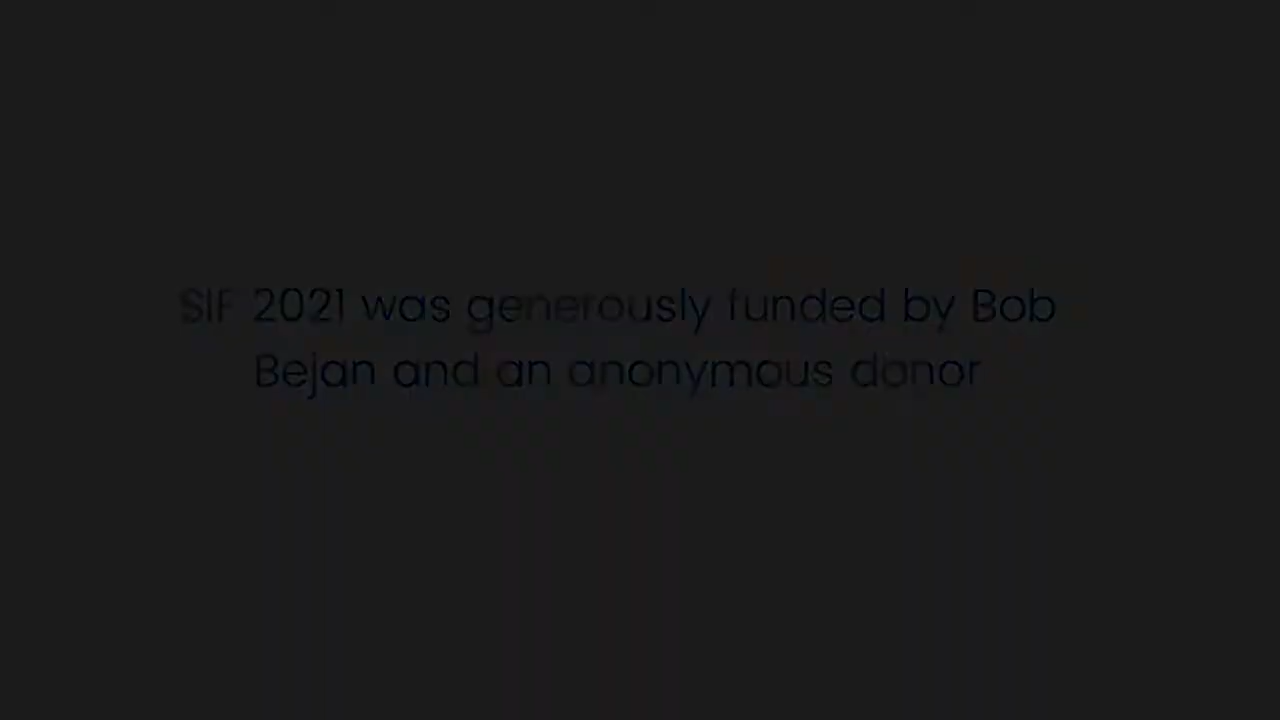 SIF 2021 was generously funded by Bob
Bejan and an anonymous donor